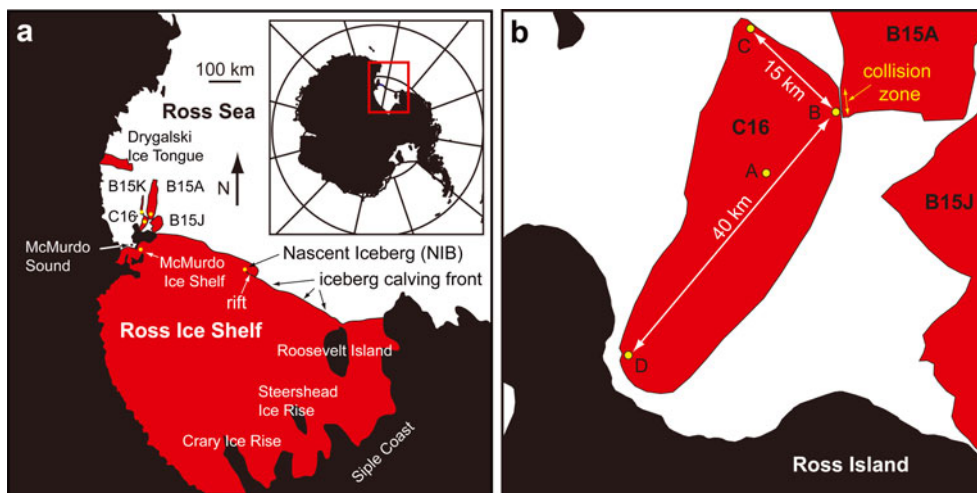 a
100 km
Ross Sea
Drygalski
Ice Tongue
N
B15K
B15A
C16
B15J
McMurdo
Sound
McMurdo
Ice Shelf
Nascent Iceberg (NIB)
iceberg calving front
rift
Ross Ice Shelf
Roosevelt Island
Steershead
Ice Rise
Crary Ice Rise
Siple Coast
b
B15A
C
15 km
collision
zone
B
C16
A
40 km
B15J
D
Ross Island